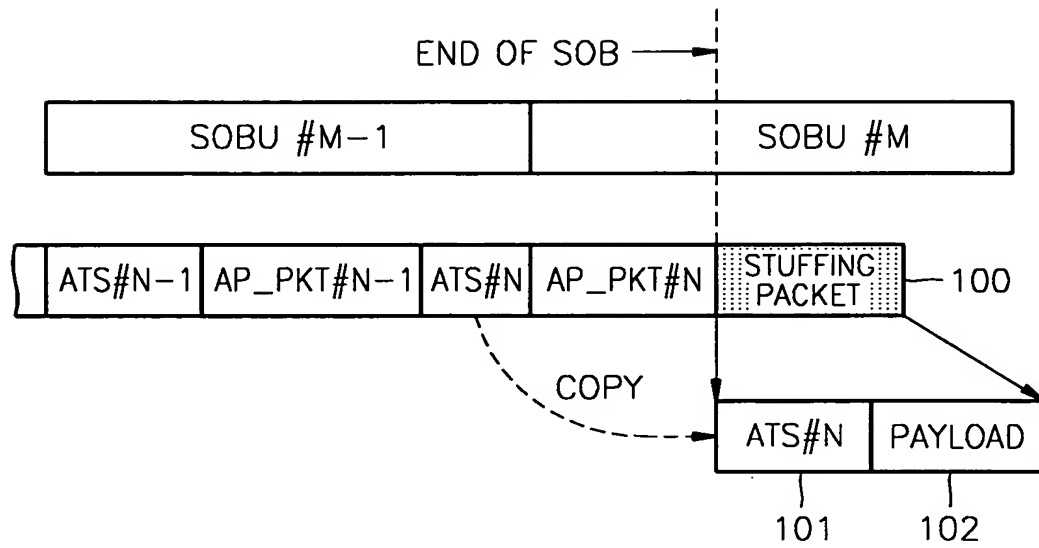 END OF SOB
SOBU #M-1 SOBU #M
ATS#N-1 AP_PKT#N-1 ATS#N AP_PKT#N STUFFING PACKET 100
COPY
ATS#N PAYLOAD
101 102